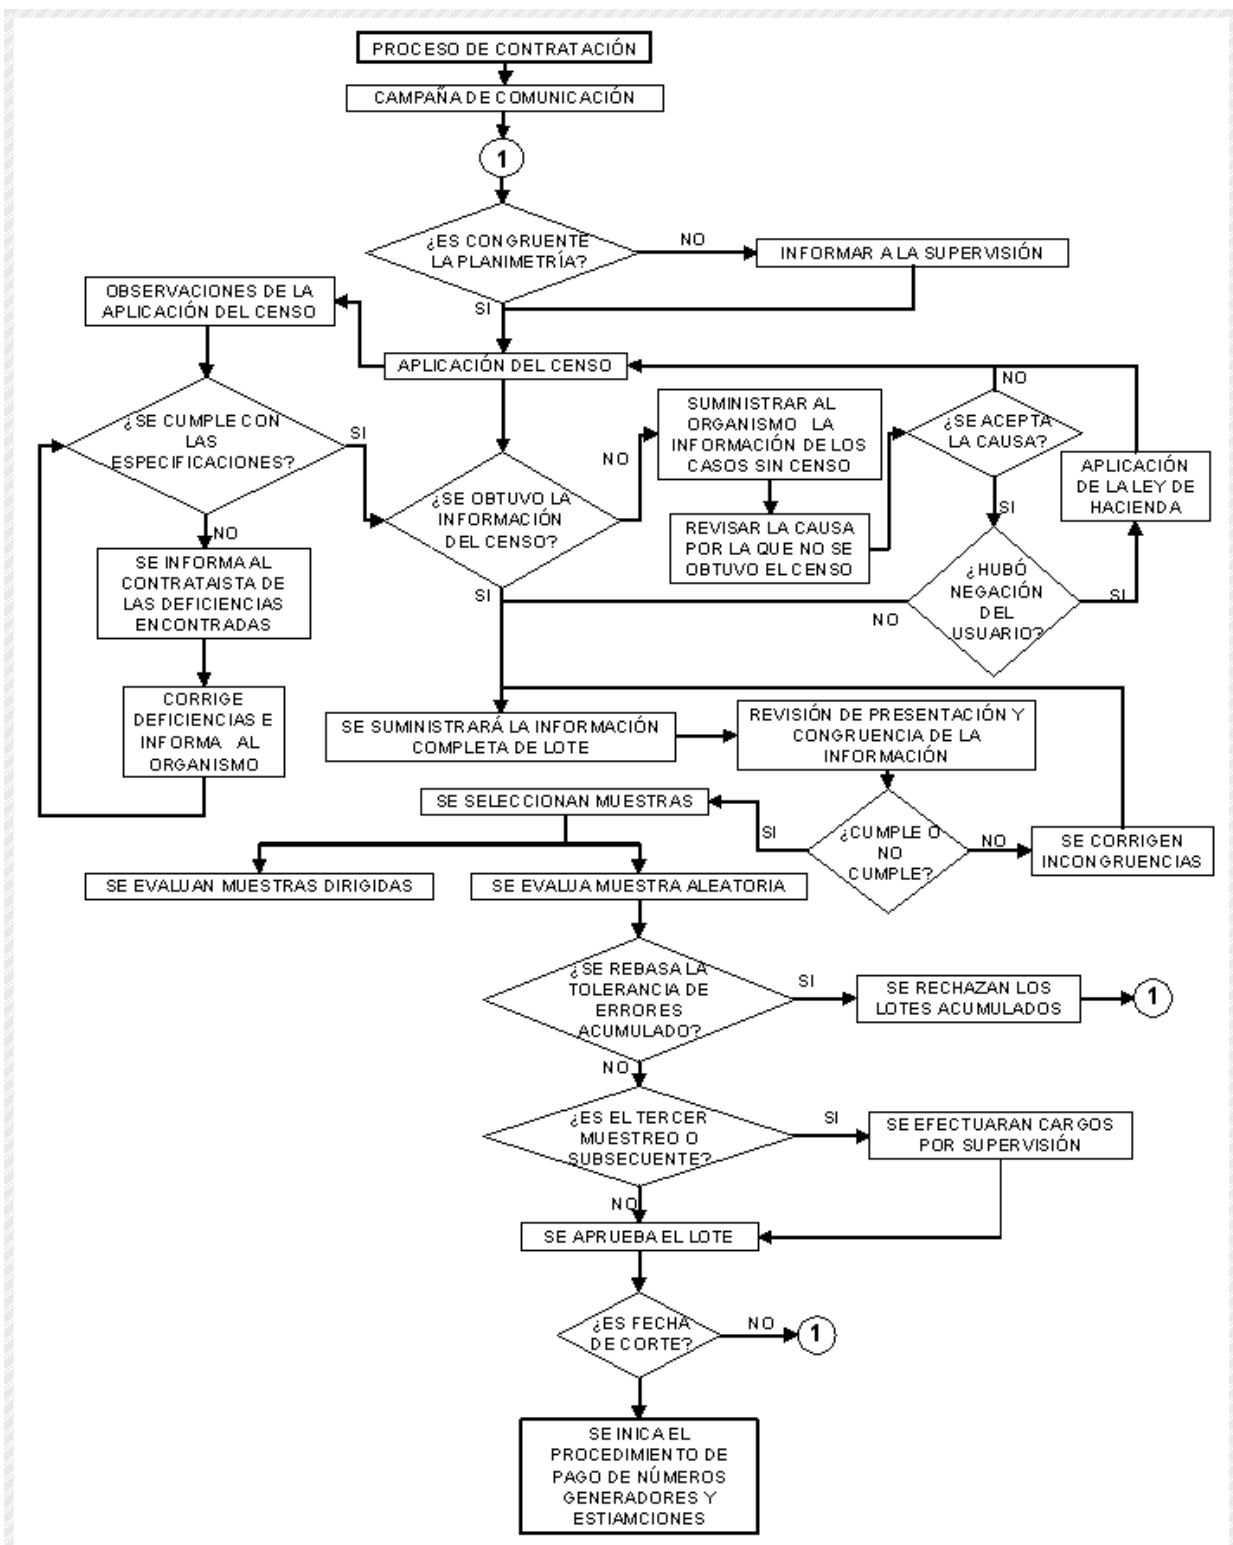 PROCESO DE CONTRATACIÓN
CAMPAÑA DE COMUNICACIÓN
1
¿ES CONGRUENTE
LA PLANIMETRÍA?
NO
INFORMAR A LA SUPERVISIÓN
SI
OBSERVACIONES DE LA
APLICACIÓN DEL CENSO
APLICACIÓN DEL CENSO
¿SE CUMPLE CON
LAS
ESPECIFICACIONES?
SI
NO
SE INFORMA AL
CONTRATAISTA DE
LAS DEFICIENCIAS
ENCONTRADAS
CORRIGE
DEFICIENCIAS E
INFORMA AL
ORGANISMO
¿SE OBTUVO LA
INFORMACIÓN
DEL CENSO?
NO
SI
SUMINISTRAR AL
ORGANISMO LA
INFORMACIÓN DE LOS
CASOS SIN CENSO
REVISAR LA CAUSA
POR LA QUE NO SE
OBTUVO EL CENSO
NO
¿SE ACEPTA
LA CAUSA?
SI
APLICACIÓN
DE LA LEY DE
HACIENDA
¿HUBÓ
NEGACIÓN
DEL
USUARIO?
SI
NO
SE SUMINISTRARÁ LA INFORMACIÓN
COMPLETA DE LOTE
REVISIÓN DE PRESENTACIÓN Y
CONGRUENCIA DE LA
INFORMACIÓN
¿CUMPLE O
NO
CUMPLE?
SI
NO
SE CORRIGEN
INCONGRUENCIAS
SE SELECCIONAN MUESTRAS
SE EVALUAN MUESTRAS DIRIGIDAS
SE EVALUA MUESTRA ALEATORIA
¿SE REBASA LA
TOLERANCIA DE
ERRORES
ACUMULADO?
SI
SE RECHAZAN LOS
LOTES ACUMULADOS
1
NO
¿ES EL TERCER
MUESTREO O
SUBSECUENTE?
SI
SE EFECTUARAN CARGOS
POR SUPERVISIÓN
NO
SE APRUEBA EL LOTE
¿ES FECHA
DE CORTE?
NO
1
SE INICA EL
PROCEDIMIENTO DE
PAGO DE NÚMEROS
GENERADORES Y
ESTIAMCIONES